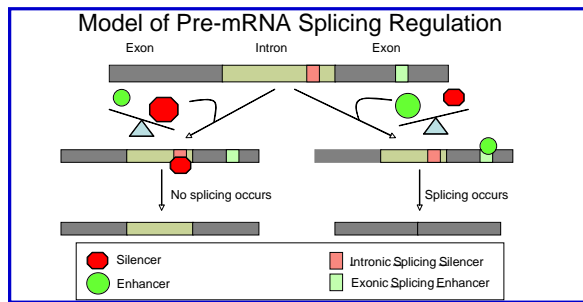 Model of Pre-mRNA Splicing Regulation
Exon Intron Exon
No splicing occurs
Splicing occurs
Silencer
Intronic Splicing Silencer
Enhancer
Exonic Splicing Enhancer